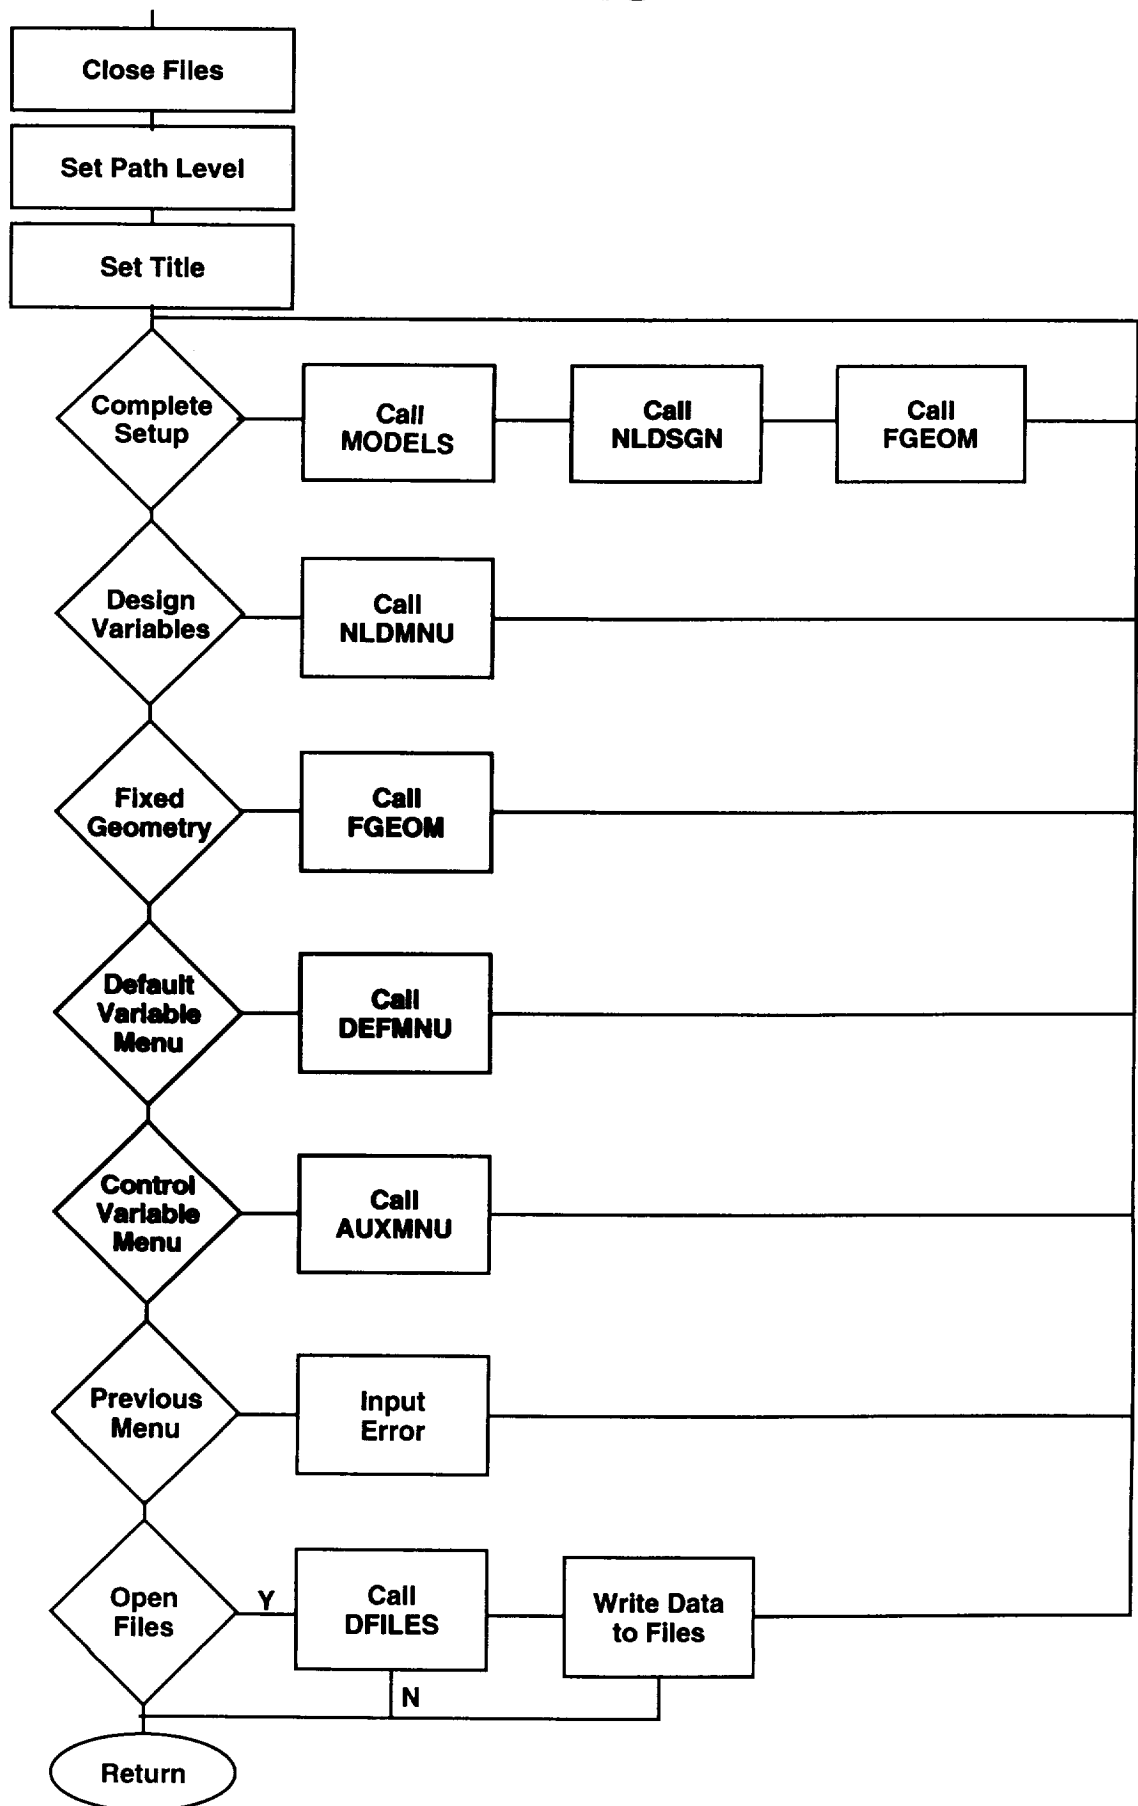 Close Files
Set Path Level
Set Title
Complete
Setup
Call
MODELS
Call
NLDSGN
Call
FGEOM
Design
Variables
Call
NLDMNU
Fixed
Geometry
Call
FGEOM
Default
Variable
Menu
Call
DEFMNU
Control
Variable
Menu
Call
AUXMNU
Previous
Menu
Input
Error
Open
Files
Y
Call
DFILES
Write Data
to Files
N
Return